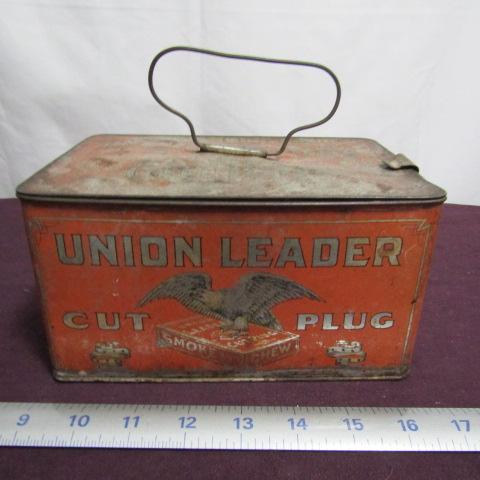 UNION LEADER
CUT PLUG
SMOKE CHEW
9 10 11 12 13 14 15 16 17